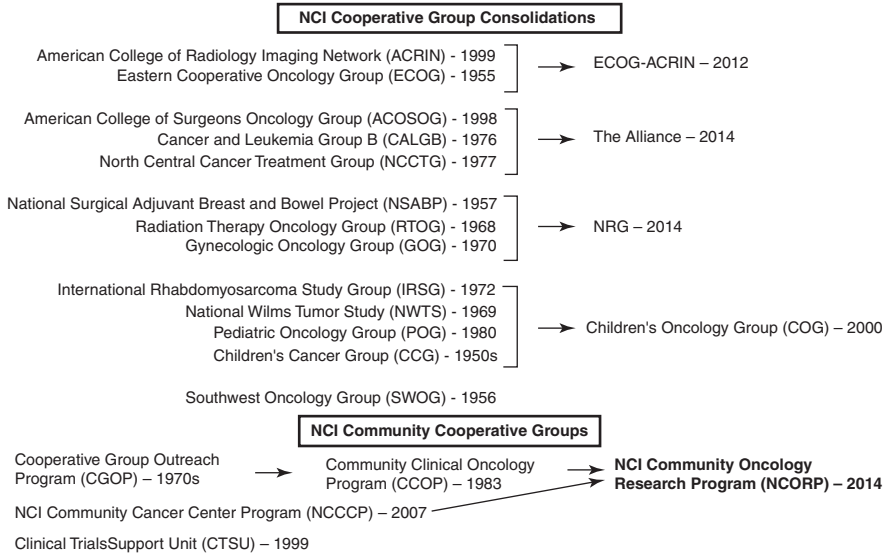 NCI Cooperative Group Consolidations
American College of Radiology Imaging Network (ACRIN) - 1999
Eastern Cooperative Oncology Group (ECOG) - 1955
ECOG-ACRIN – 2012
American College of Surgeons Oncology Group (ACOSOG) - 1998
Cancer and Leukemia Group B (CALGB) - 1976
North Central Cancer Treatment Group (NCCTG) - 1977
The Alliance – 2014
National Surgical Adjuvant Breast and Bowel Project (NSABP) - 1957
Radiation Therapy Oncology Group (RTOG) - 1968
Gynecologic Oncology Group (GOG) - 1970
NRG – 2014
International Rhabdomyosarcoma Study Group (IRSG) - 1972
National Wilms Tumor Study (NWTS) - 1969
Pediatric Oncology Group (POG) - 1980
Children's Cancer Group (CCG) - 1950s
Children's Oncology Group (COG) – 2000
Southwest Oncology Group (SWOG) - 1956
NCI Community Cooperative Groups
Cooperative Group Outreach
Program (CGOP) – 1970s
Community Clinical Oncology
Program (CCOP) – 1983
NCI Community Oncology
Research Program (NCORP) – 2014
NCI Community Cancer Center Program (NCCCP) – 2007
Clinical TrialsSupport Unit (CTSU) – 1999